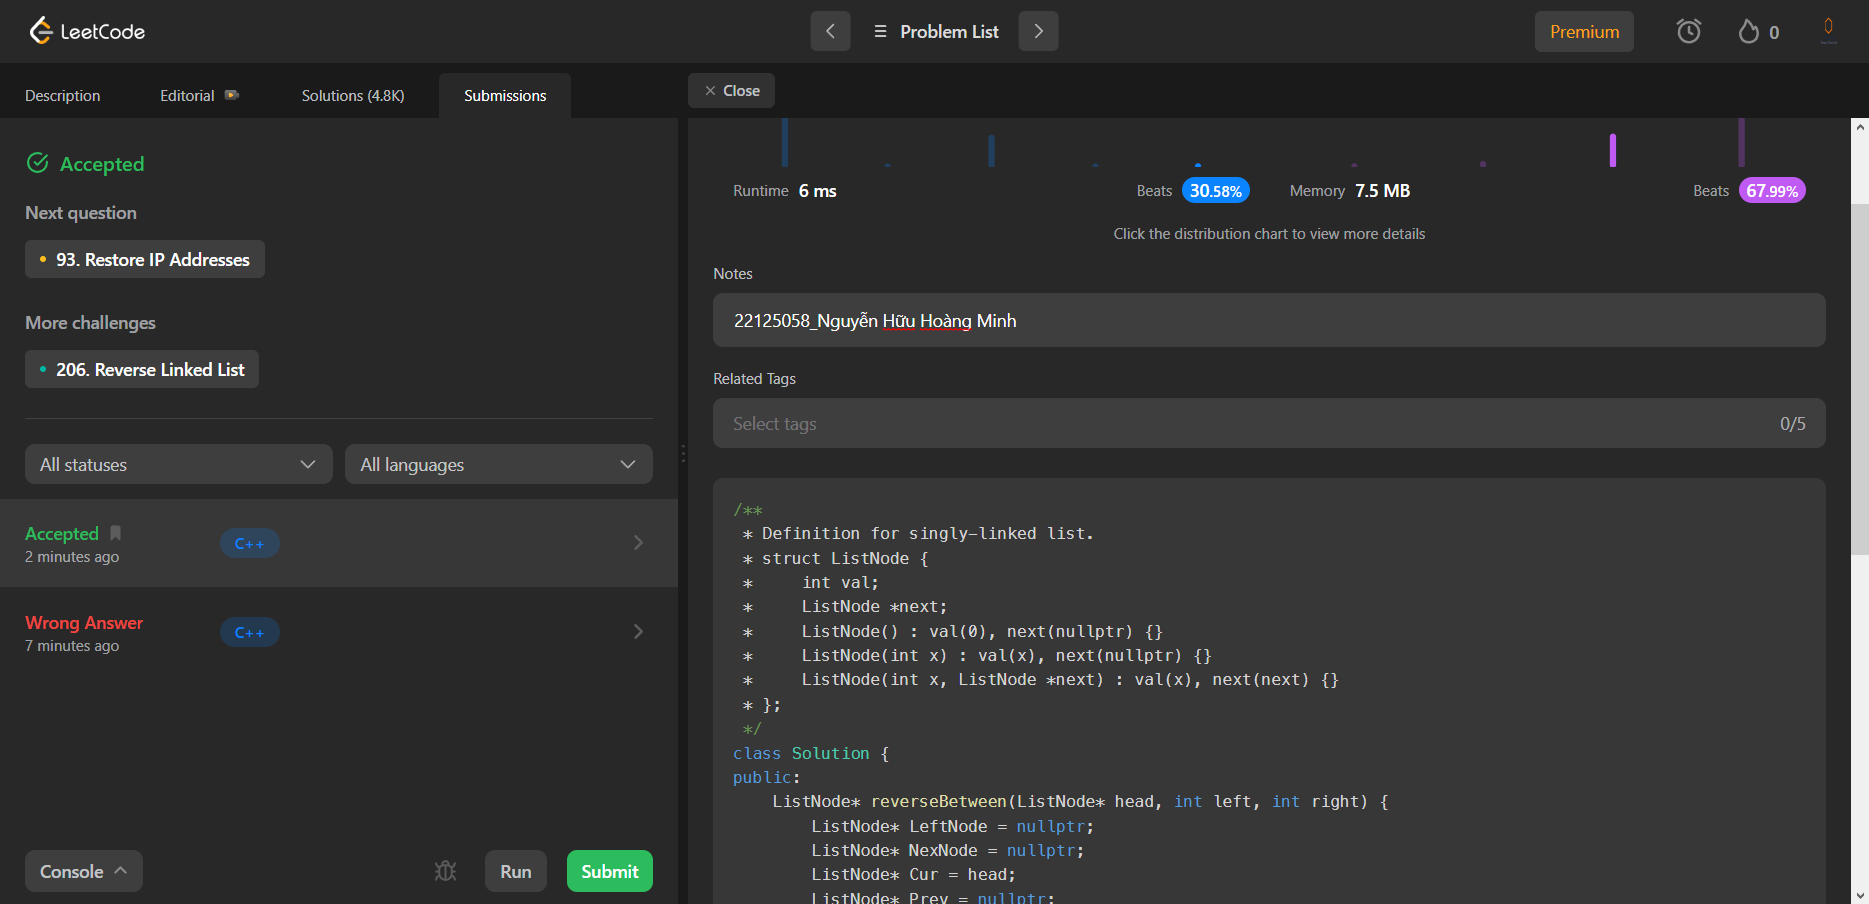 LeetCode
Problem List
Premium
0
Description
Editorial
Solutions (4.8K)
Submissions
Close
Accepted
Next question
93. Restore IP Addresses
More challenges
206. Reverse Linked List
All statuses
All languages
Accepted
C++
2 minutes ago
Wrong Answer
C++
7 minutes ago
Console
Run
Submit
Runtime 6 ms
Beats 30.58%
Memory 7.5 MB
Beats 67.99%
Click the distribution chart to view more details
Notes
22125058_Nguyễn Hữu Hoàng Minh
Related Tags
Select tags
0/5
/**
 * Definition for singly-linked list.
 * struct ListNode {
 *     int val;
 *     ListNode *next;
 *     ListNode() : val(0), next(nullptr) {}
 *     ListNode(int x) : val(x), next(nullptr) {}
 *     ListNode(int x, ListNode *next) : val(x), next(next) {}
 * };
 */
class Solution {
public:
    ListNode* reverseBetween(ListNode* head, int left, int right) {
        ListNode* LeftNode = nullptr;
        ListNode* NexNode = nullptr;
        ListNode* Cur = head;
        ListNode* Prev = nullptr;